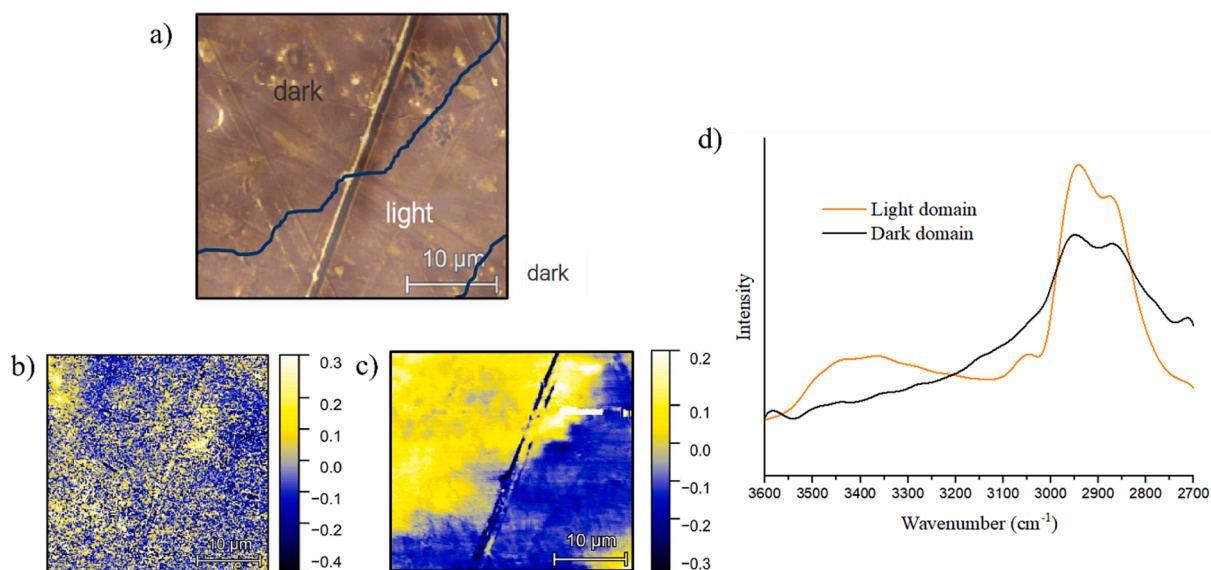 a)
dark
light
10 µm
dark
b)
0.3
0.2
0.1
0.0
−0.1
−0.2
−0.3
−0.4
10 µm
c)
0.2
0.1
0.0
−0.1
−0.2
−0.3
10 µm
d)
Light domain
Dark domain
Intensity
3600 3500 3400 3300 3200 3100 3000 2900 2800 2700
Wavenumber (cm⁻¹)